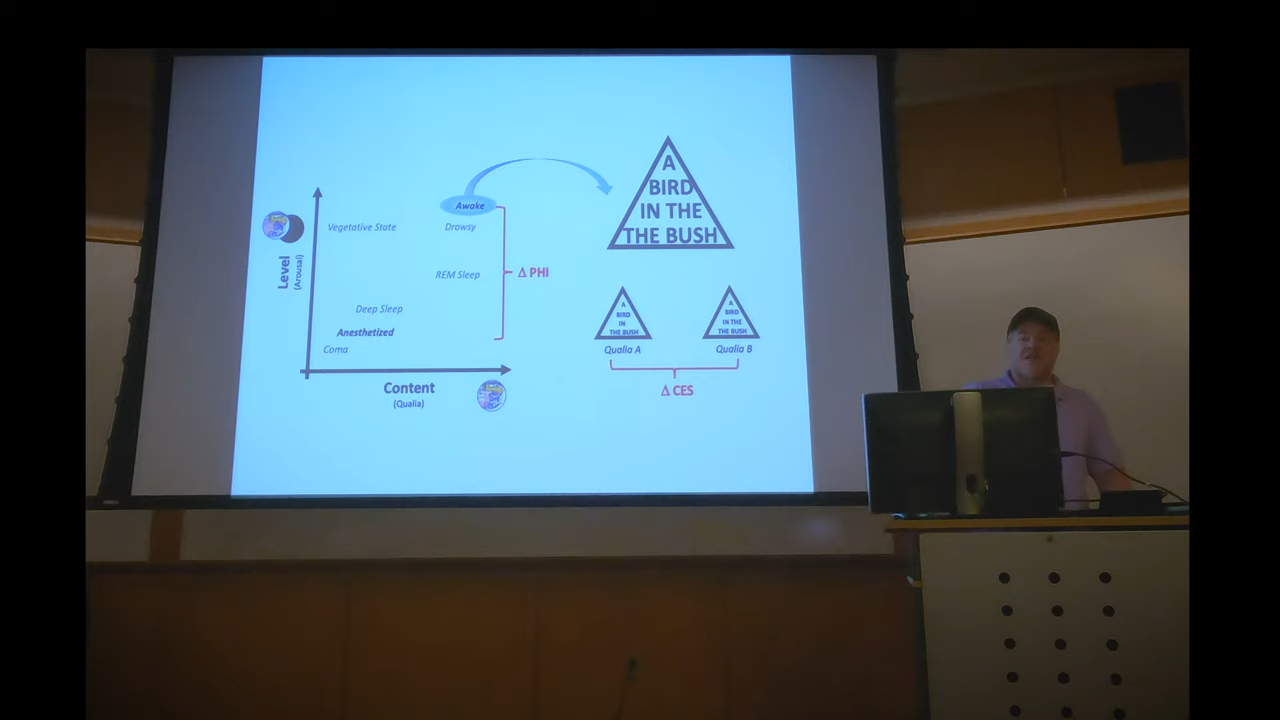 Level
(Arousal)
Vegetative State
Awake
Drowsy
REM Sleep
Deep Sleep
Anesthetized
Coma
Content
(Qualia)
Δ PHI
A
BIRD
IN THE
THE BUSH
A
BIRD
IN
THE BUSH
Qualia A
A
BIRD
IN THE
THE BUSH
Qualia B
Δ CES